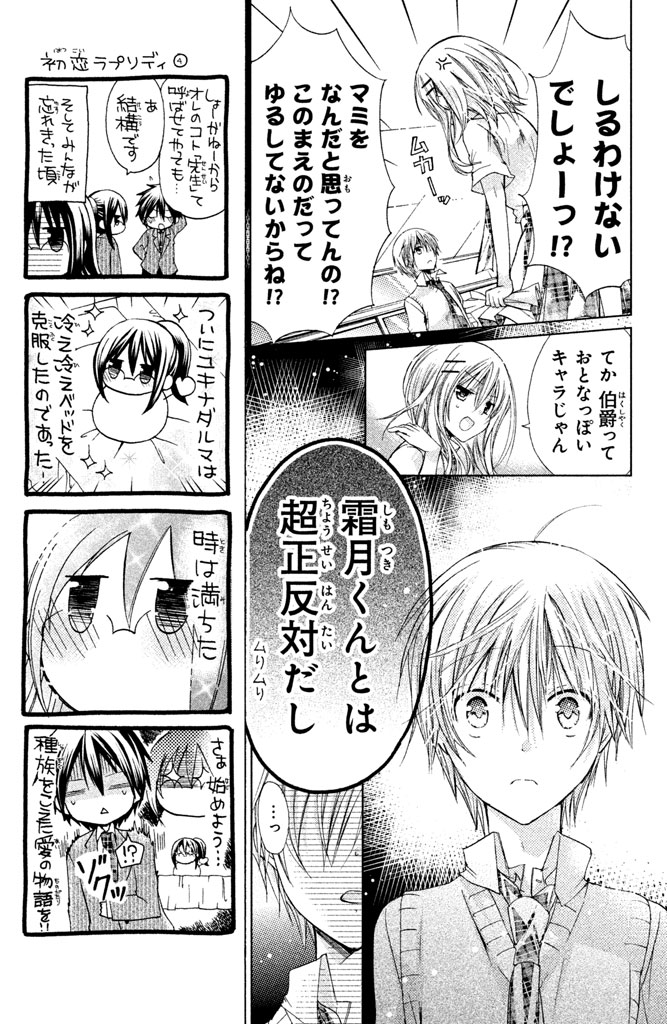 しるわけない
でしょーっ!?
マミを
なんだと思ってんの!?
このまえのだって
ゆるしてないからね!?
ムカーッ
てか 伯爵って
おとなっぽい
キャラじゃん
霜月くんとは
超正反対だし
ムリムリ
…っ
初恋ラプソディ④
しょーがねーから
オレのコト「先生」て
呼ばせてやっても…
あ
結構です
そしてみんなが
忘れきった頃
ついにユキナダルマは
冷え冷えベッドを
克服したのであった
時は満ちた
さぁ 始めよう…
種族をこえた愛の物語を!!
!?
ゾクッ